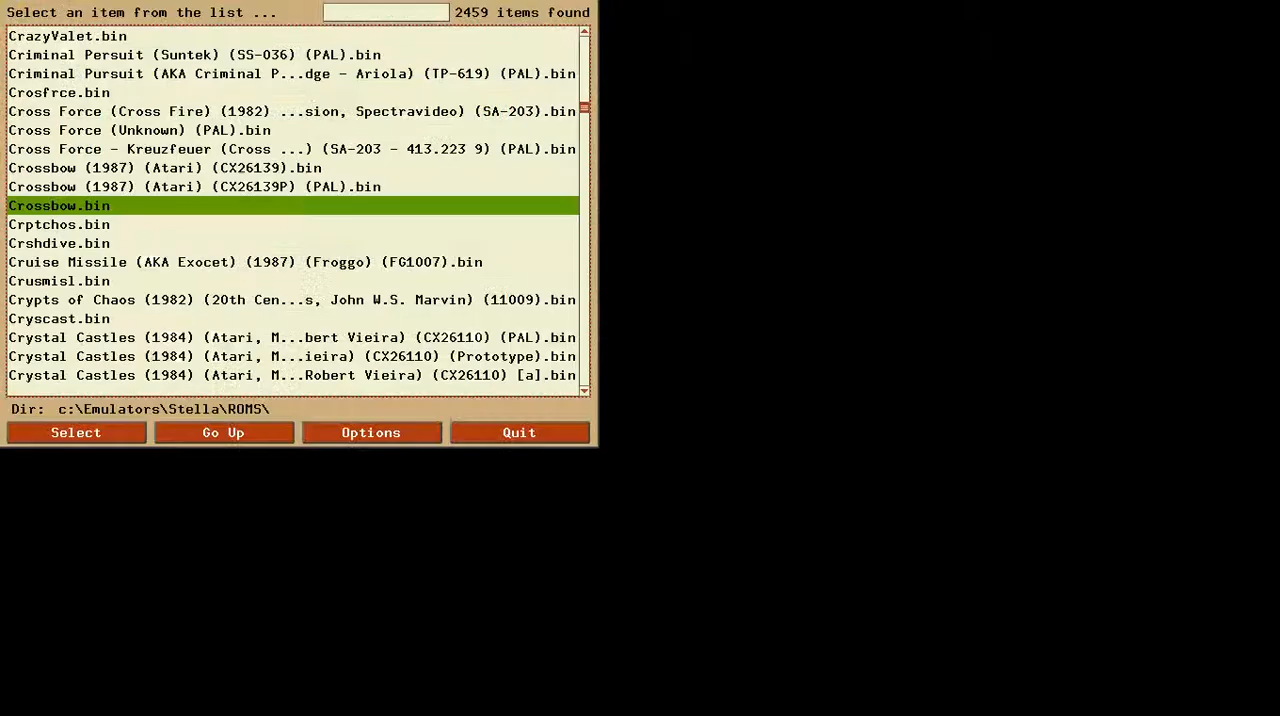 Select an item from the list ... 2459 items found
CrazyValet.bin
Criminal Persuit (Suntek) (SS-036) (PAL).bin
Criminal Pursuit (AKA Criminal P...dge - Ariola) (TP-619) (PAL).bin
Crosfrce.bin
Cross Force (Cross Fire) (1982) ...sion, Spectravideo) (SA-203).bin
Cross Force (Unknown) (PAL).bin
Cross Force - Kreuzfeuer (Cross ...) (SA-203 - 413.223 9) (PAL).bin
Crossbow (1987) (Atari) (CX26139).bin
Crossbow (1987) (Atari) (CX26139P) (PAL).bin
Crossbow.bin
Crptchos.bin
Crshdive.bin
Cruise Missile (AKA Exocet) (1987) (Froggo) (FG1007).bin
Crusmisl.bin
Crypts of Chaos (1982) (20th Cen...s, John W.S. Marvin) (11009).bin
Cryscast.bin
Crystal Castles (1984) (Atari, M...bert Vieira) (CX26110) (PAL).bin
Crystal Castles (1984) (Atari, M...ieira) (CX26110) (Prototype).bin
Crystal Castles (1984) (Atari, M...Robert Vieira) (CX26110) [a].bin
Dir: c:\Emulators\Stella\ROMS\
Select Go Up Options Quit